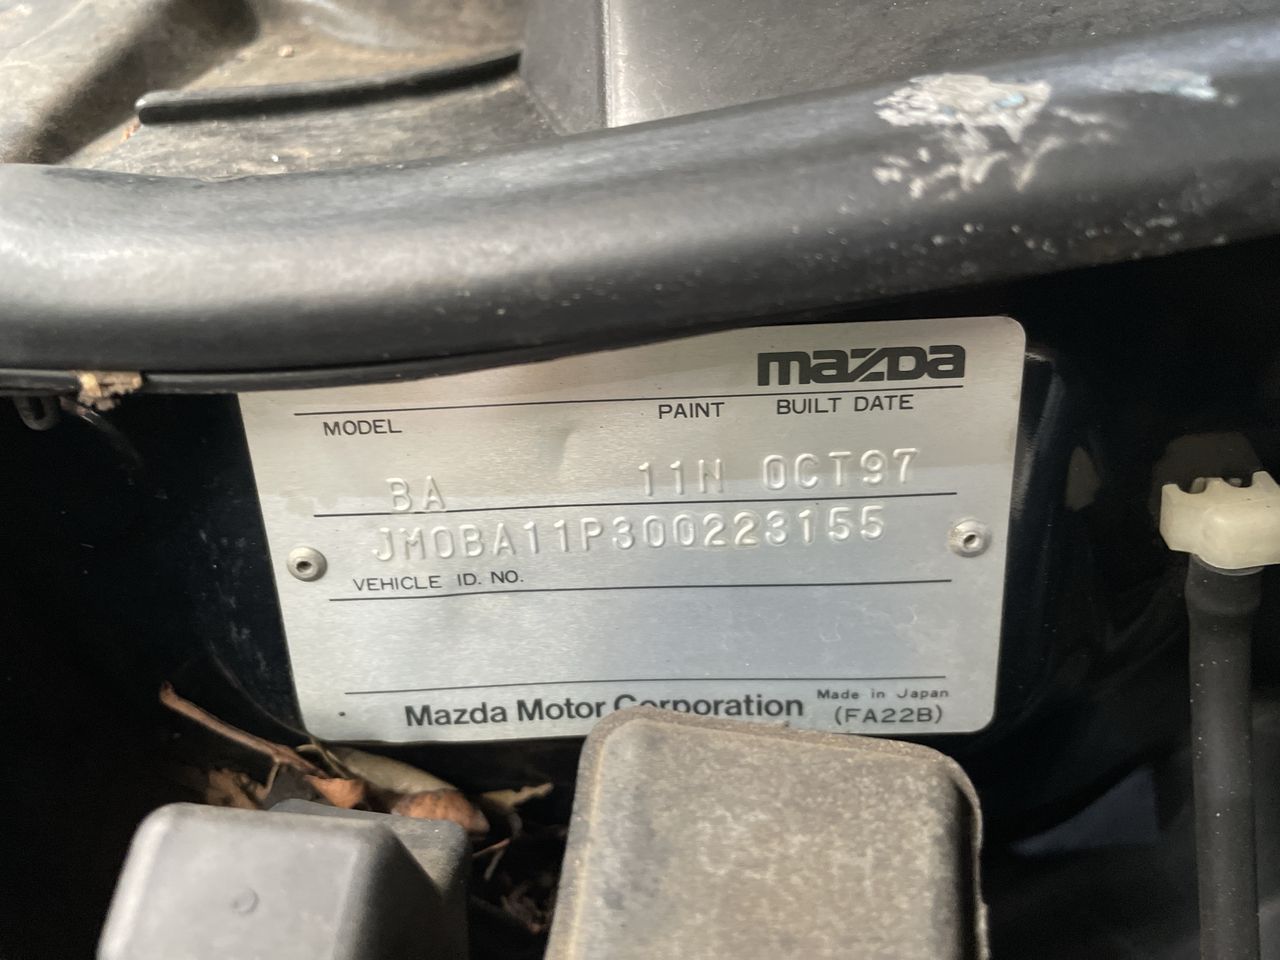 mazda
MODEL PAINT BUILT DATE
BA 11N OCT97
JM0BA11P300223155
VEHICLE ID. NO.
Mazda Motor Corporation Made in Japan
(FA22B)